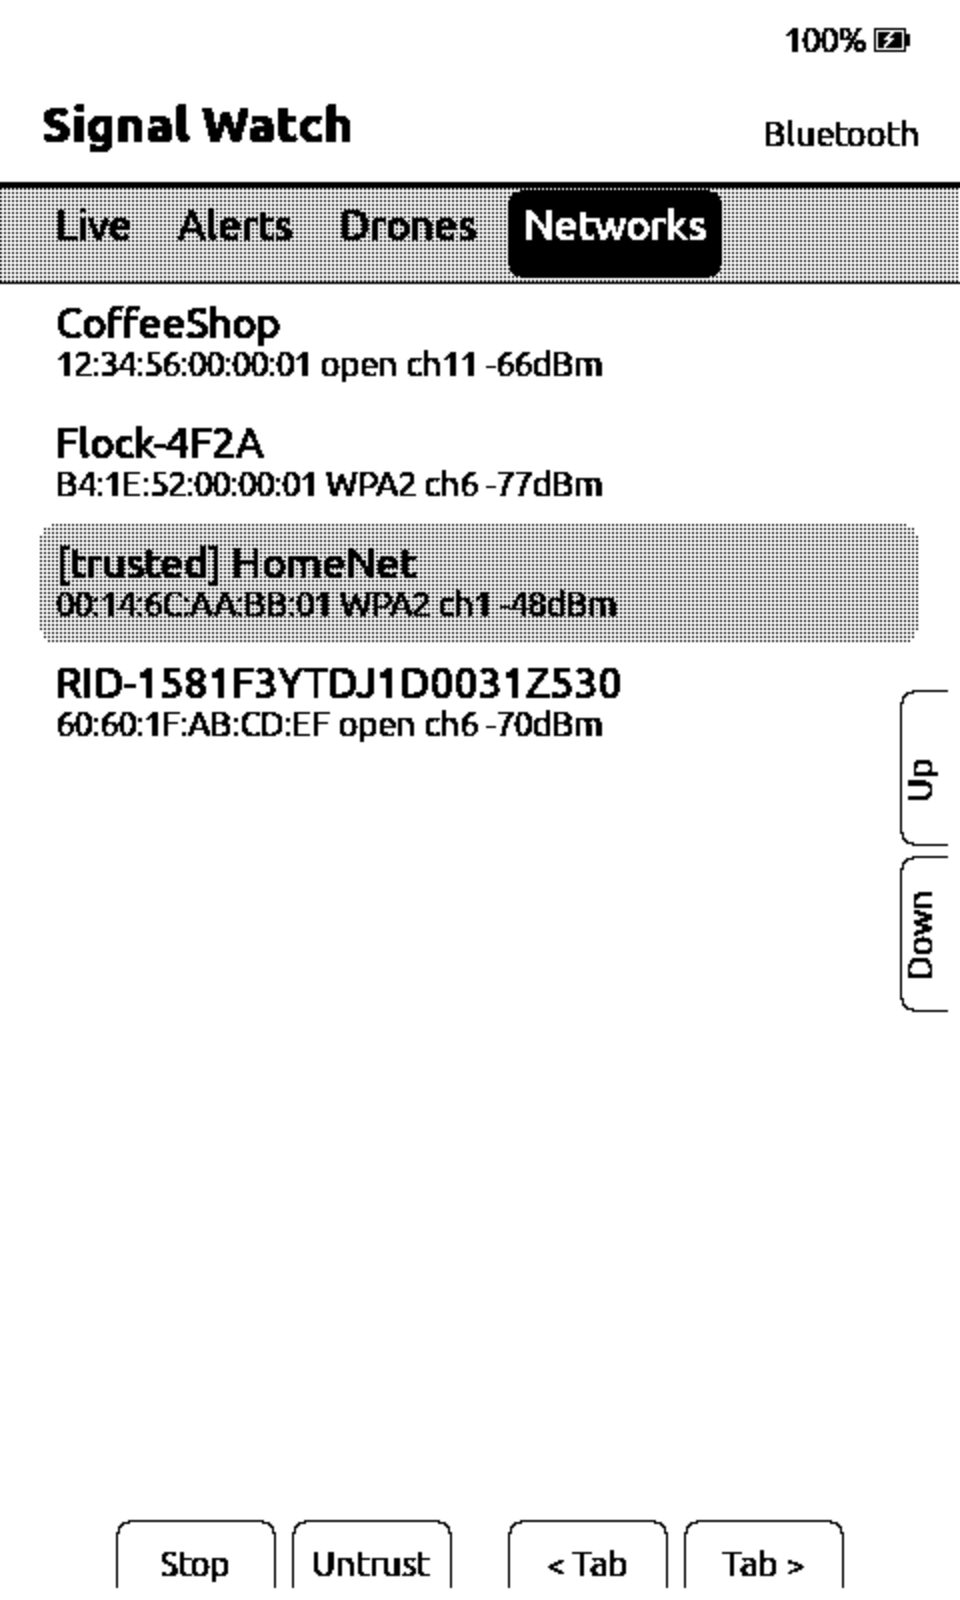 100%
Signal Watch
Bluetooth
Live Alerts Drones Networks
CoffeeShop
12:34:56:00:00:01 open ch11 -66dBm
Flock-4F2A
B4:1E:52:00:00:01 WPA2 ch6 -77dBm
[trusted] HomeNet
00:14:6C:AA:BB:01 WPA2 ch1 -48dBm
RID-1581F3YTDJ1D0031Z530
60:60:1F:AB:CD:EF open ch6 -70dBm
Up
Down
Stop Untrust < Tab Tab >